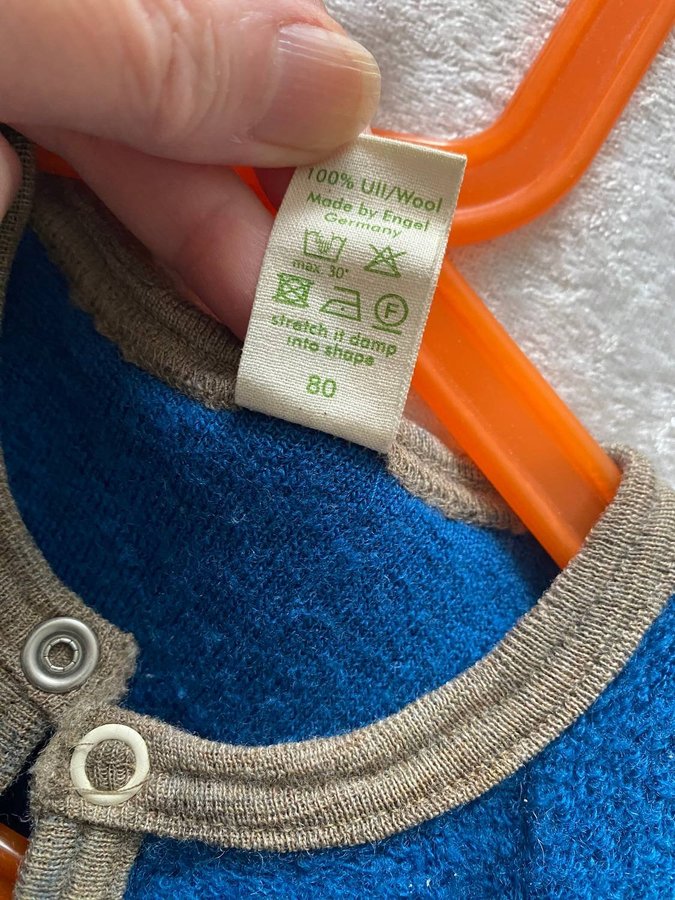 100% Ull/Wool
Made by Engel
Germany
max 30°
F
stretch it damp
into shape
80